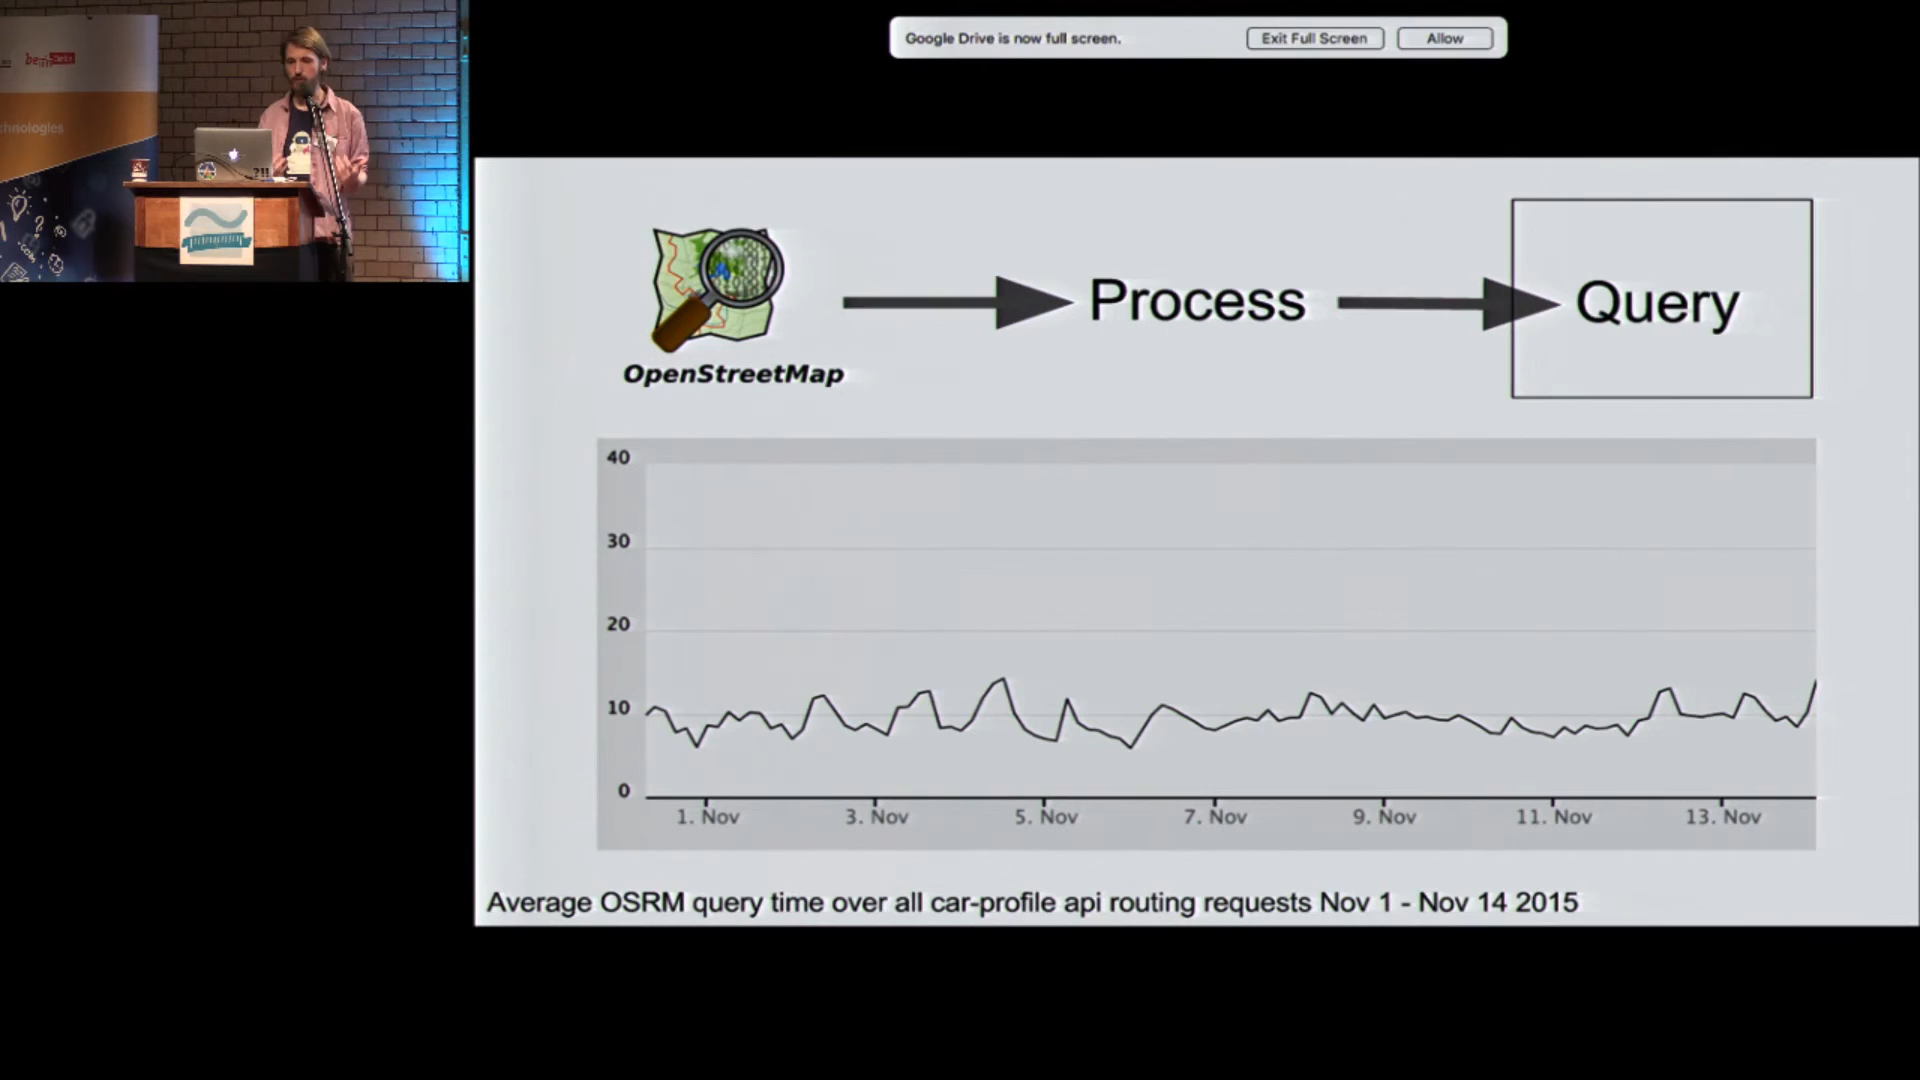 chnologies
?!!
Google Drive is now full screen.
Exit Full Screen
Allow
OpenStreetMap
Process
Query
40
30
20
10
0
1. Nov
3. Nov
5. Nov
7. Nov
9. Nov
11. Nov
13. Nov
Average OSRM query time over all car-profile api routing requests Nov 1 - Nov 14 2015